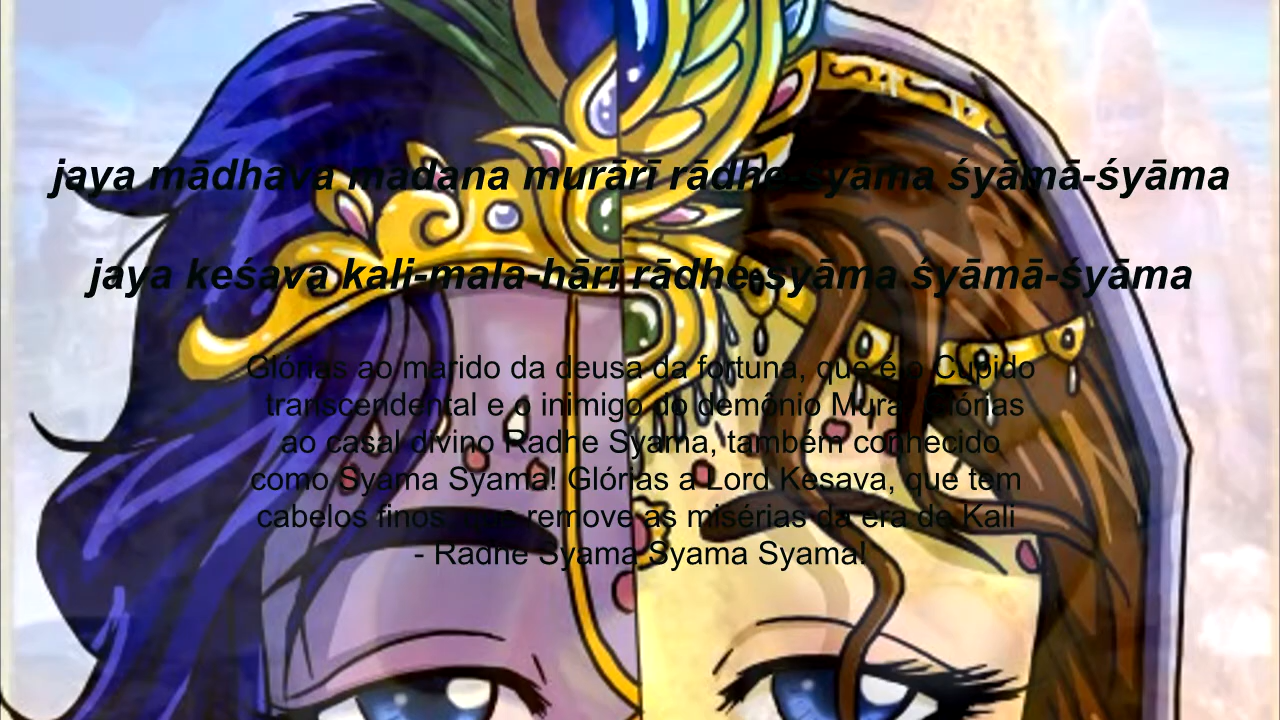 jaya mādhava madana murārī rādhe-śyāma śyāmā-śyāma
jaya keśava kali-mala-hārī rādhe-śyāma śyāmā-śyāma
Glórias ao marido da deusa da fortuna, que é o Cupido
transcendental e o inimigo do demônio Mura! Glórias
ao casal divino Radhe Syama, também conhecido
como Syama Syama! Glórias a Lord Kesava, que tem
cabelos finos, que remove as misérias da era de Kali
- Radhe Syama Syama Syama!